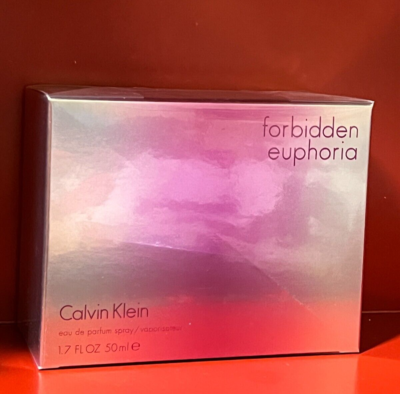 forbidden
euphoria
Calvin Klein
eau de parfum spray/vaporisateur
1.7 FL OZ 50ml e